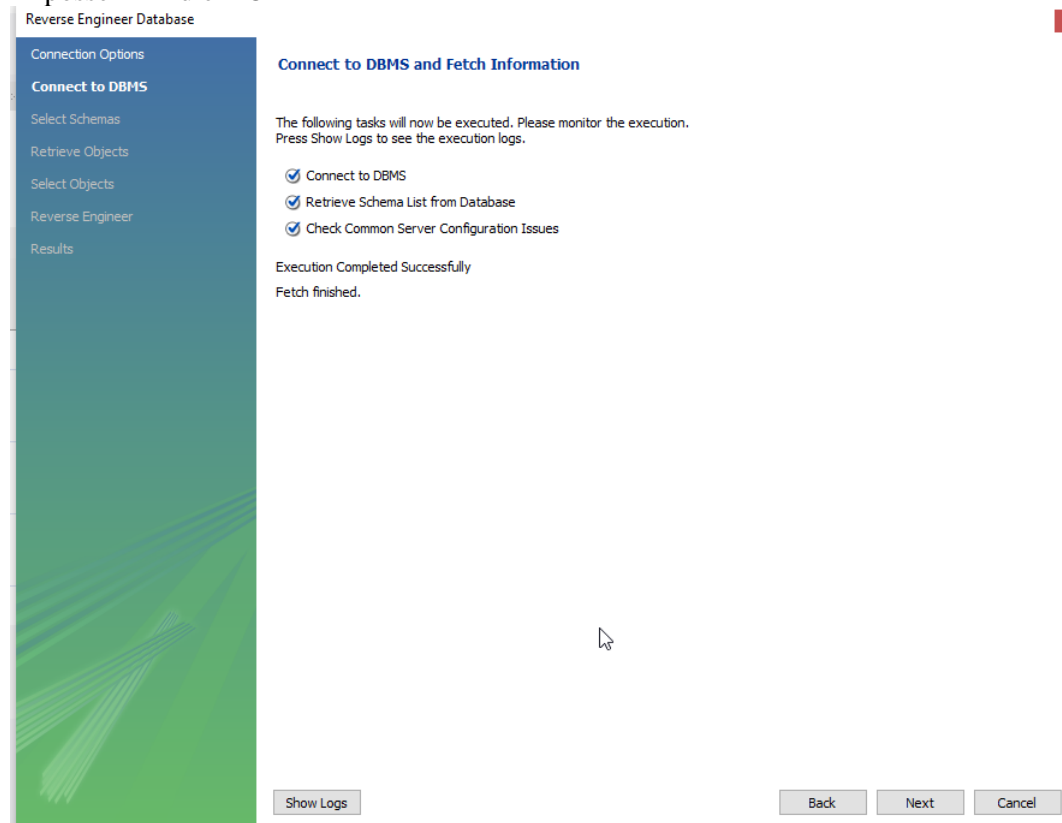 Reverse Engineer Database
Connection Options
Connect to DBMS
Select Schemas
Retrieve Objects
Select Objects
Reverse Engineer
Results
Connect to DBMS and Fetch Information
The following tasks will now be executed. Please monitor the execution.
Press Show Logs to see the execution logs.
Connect to DBMS
Retrieve Schema List from Database
Check Common Server Configuration Issues
Execution Completed Successfully
Fetch finished.
Show Logs
Back
Next
Cancel